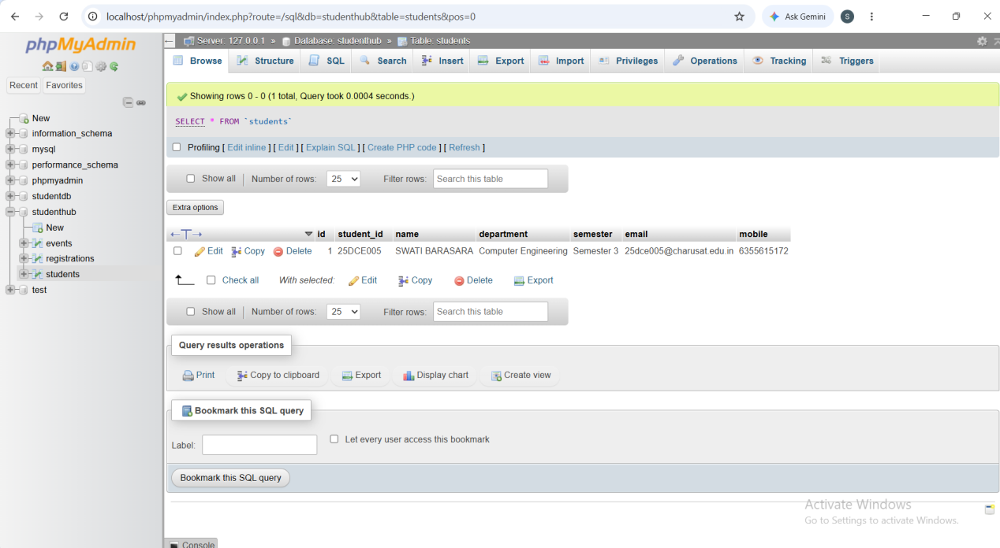 localhost/phpmyadmin/index.php?route=/sql&db=studenthub&table=students&pos=0
Ask Gemini
S
phpMyAdmin
Recent Favorites
New
information_schema
mysql
performance_schema
phpmyadmin
studentdb
studenthub
New
events
registrations
students
test
Server: 127.0.0.1 » Database: studenthub » Table: students
Browse Structure SQL Search Insert Export Import Privileges Operations Tracking Triggers
Showing rows 0 - 0 (1 total, Query took 0.0004 seconds.)
SELECT * FROM `students`
Profiling [ Edit inline ] [ Edit ] [ Explain SQL ] [ Create PHP code ] [ Refresh ]
Show all Number of rows: 25 Filter rows: Search this table
Extra options
←T→ id student_id name department semester email mobile
Edit Copy Delete 1 25DCE005 SWATI BARASARA Computer Engineering Semester 3 25dce005@charusat.edu.in 6355615172
Check all With selected: Edit Copy Delete Export
Show all Number of rows: 25 Filter rows: Search this table
Query results operations
Print Copy to clipboard Export Display chart Create view
Bookmark this SQL query
Label: Let every user access this bookmark
Bookmark this SQL query
Activate Windows
Go to Settings to activate Windows.
Console